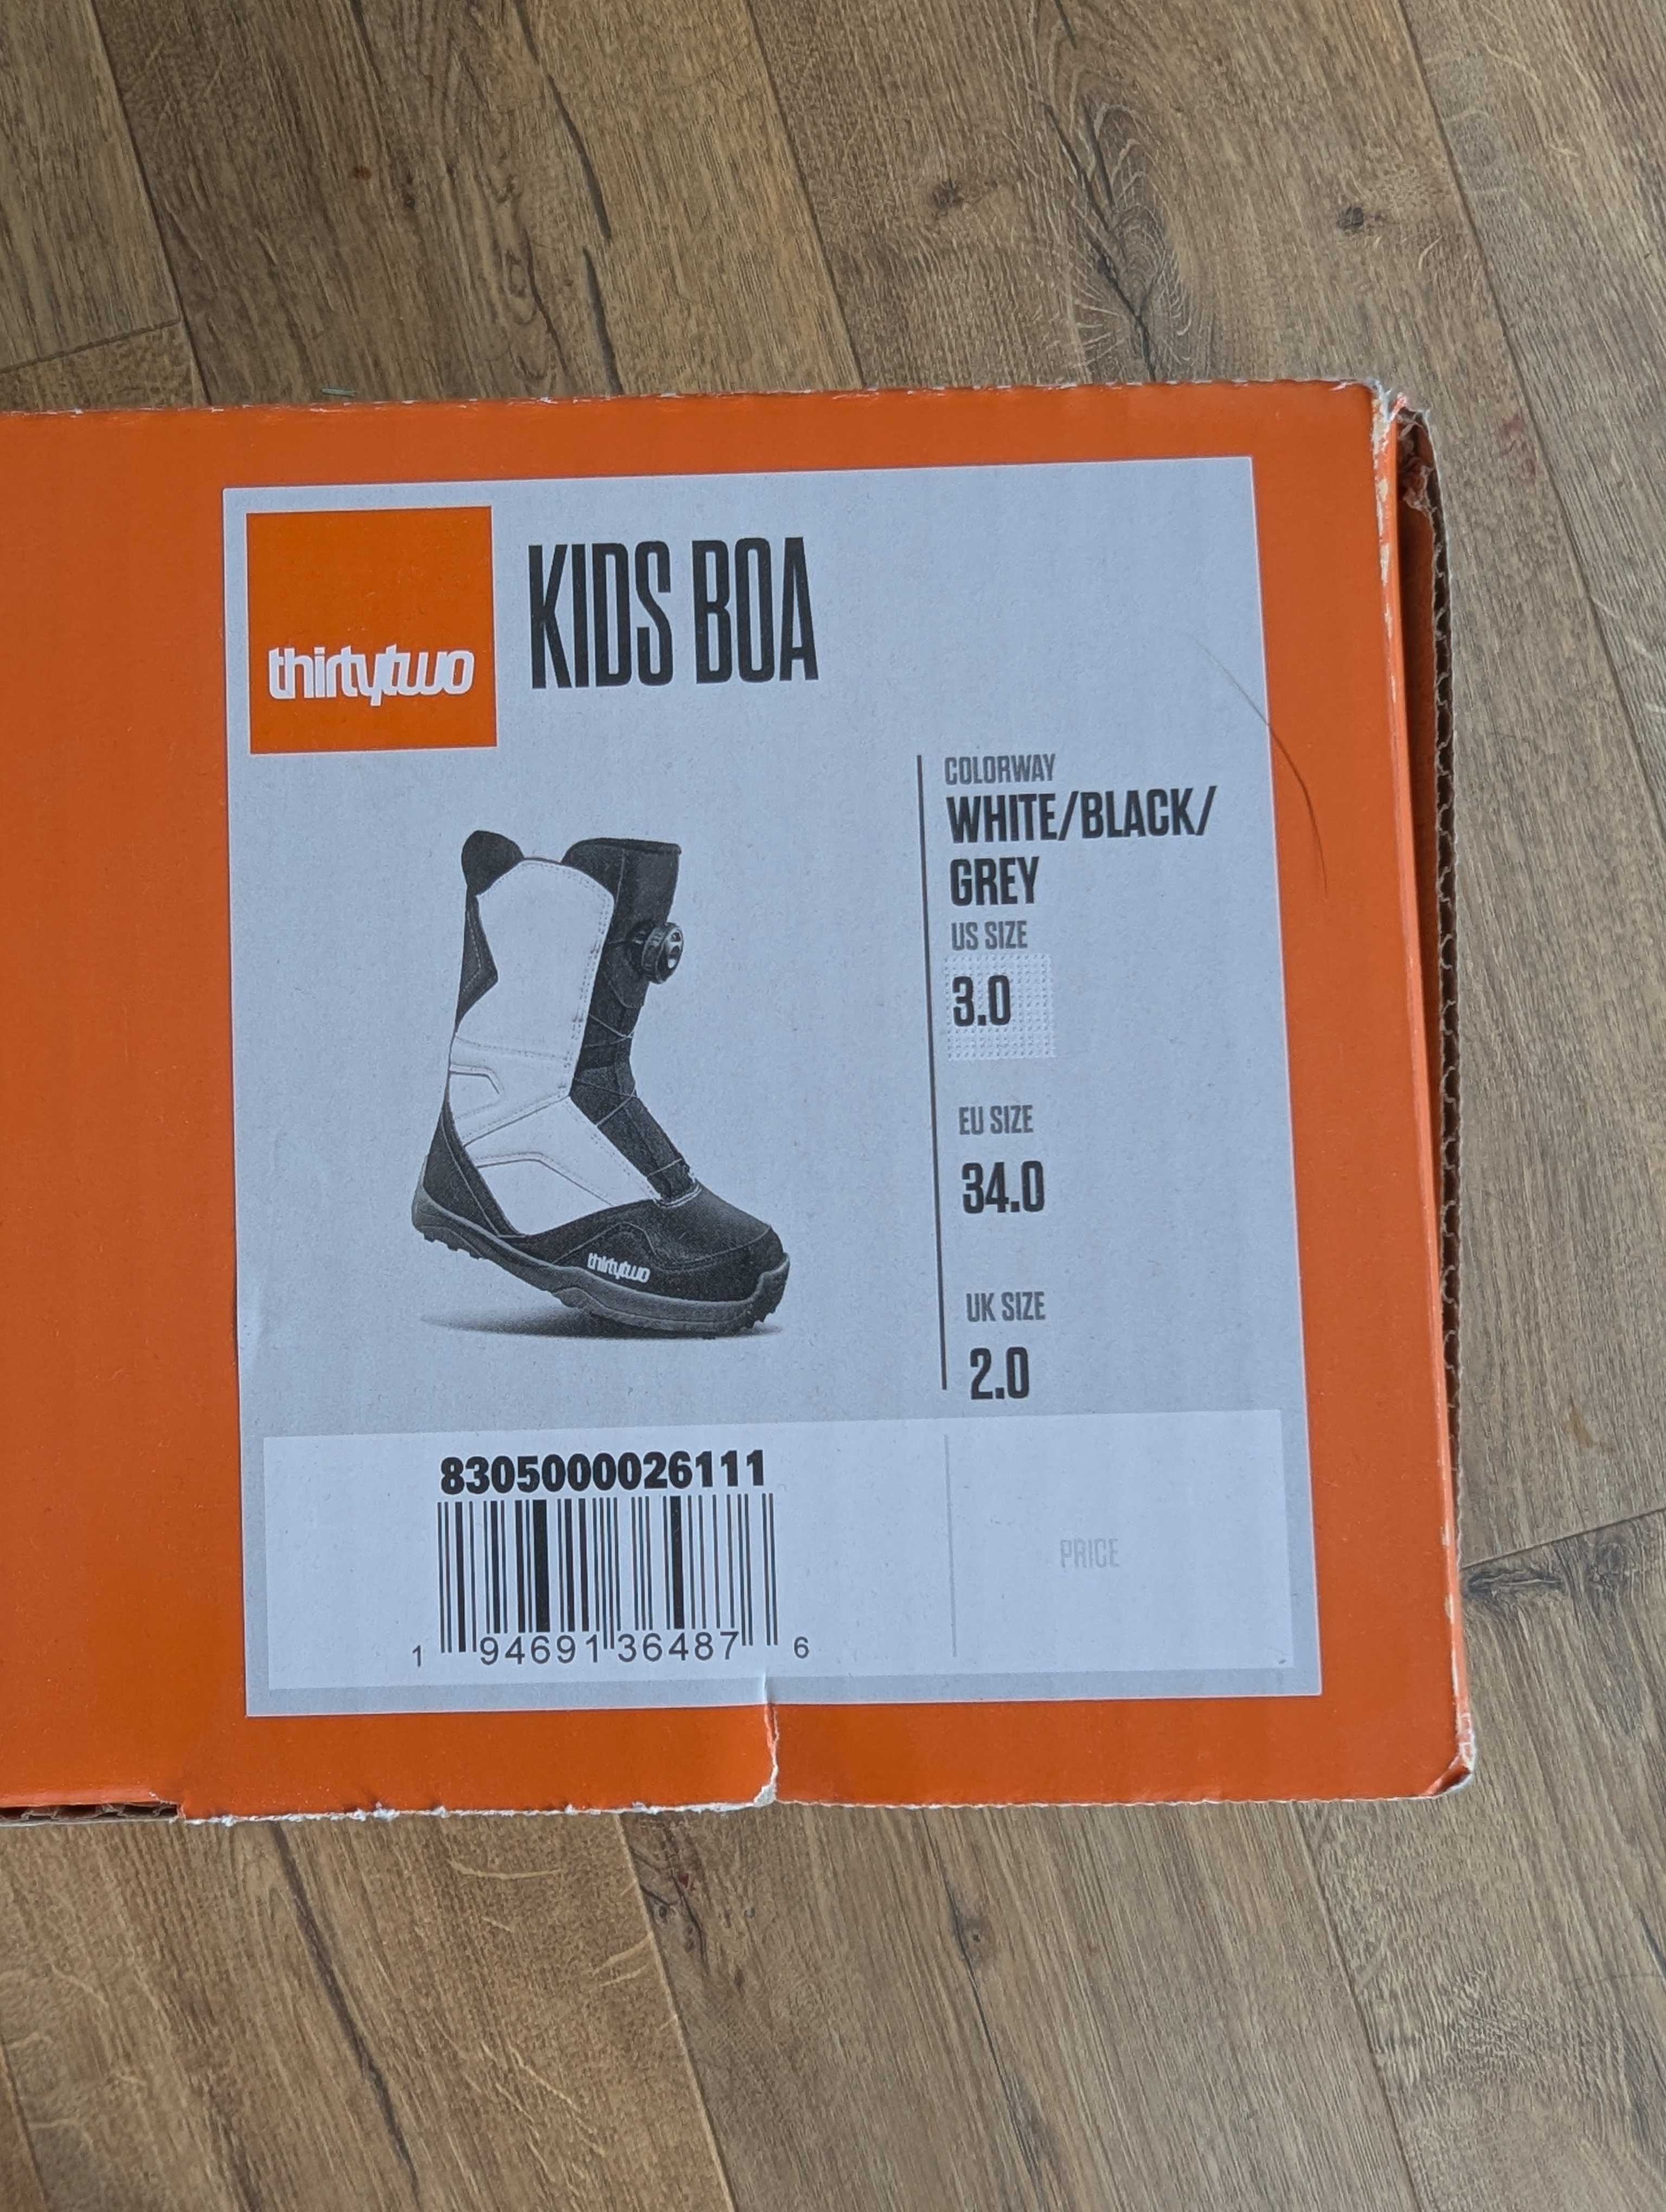 thirtytwo
KIDS BOA
COLORWAY
WHITE/BLACK/
GREY
US SIZE
3.0
EU SIZE
34.0
UK SIZE
2.0
thirtytwo
8305000026111
1 94691 36487 6
PRICE